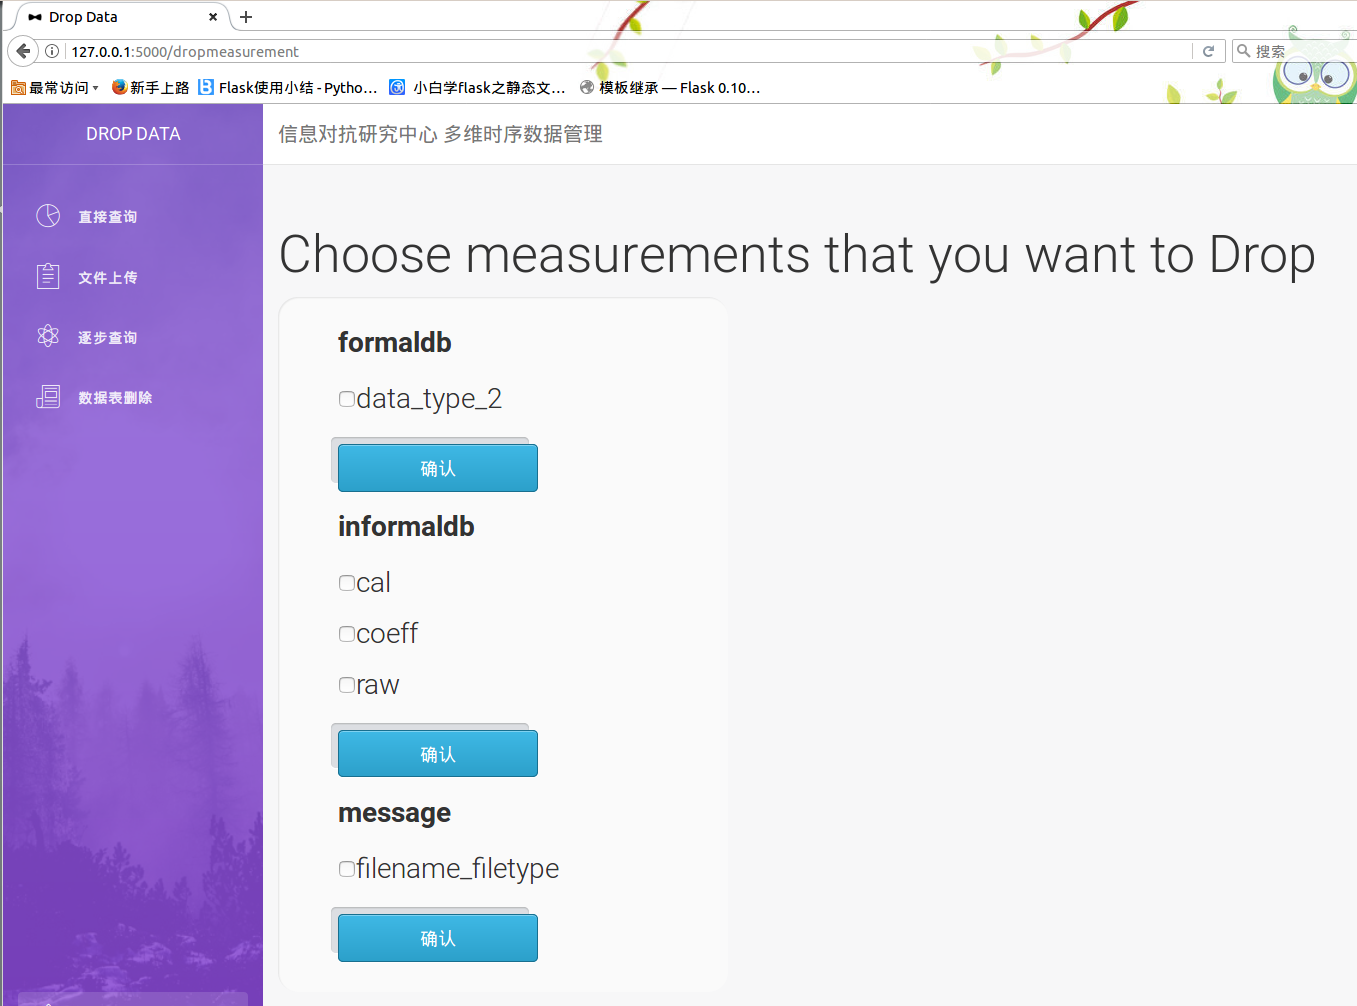 Drop Data
127.0.0.1:5000/dropmeasurement
搜索
最常访问 新手上路 Flask使用小结 - Pytho... 小白学flask之静态文... 模板继承 — Flask 0.10...
DROP DATA
信息对抗研究中心 多维时序数据管理
直接查询
文件上传
逐步查询
数据表删除
Choose measurements that you want to Drop
formaldb
data_type_2
确认
informaldb
cal
coeff
raw
确认
message
filename_filetype
确认